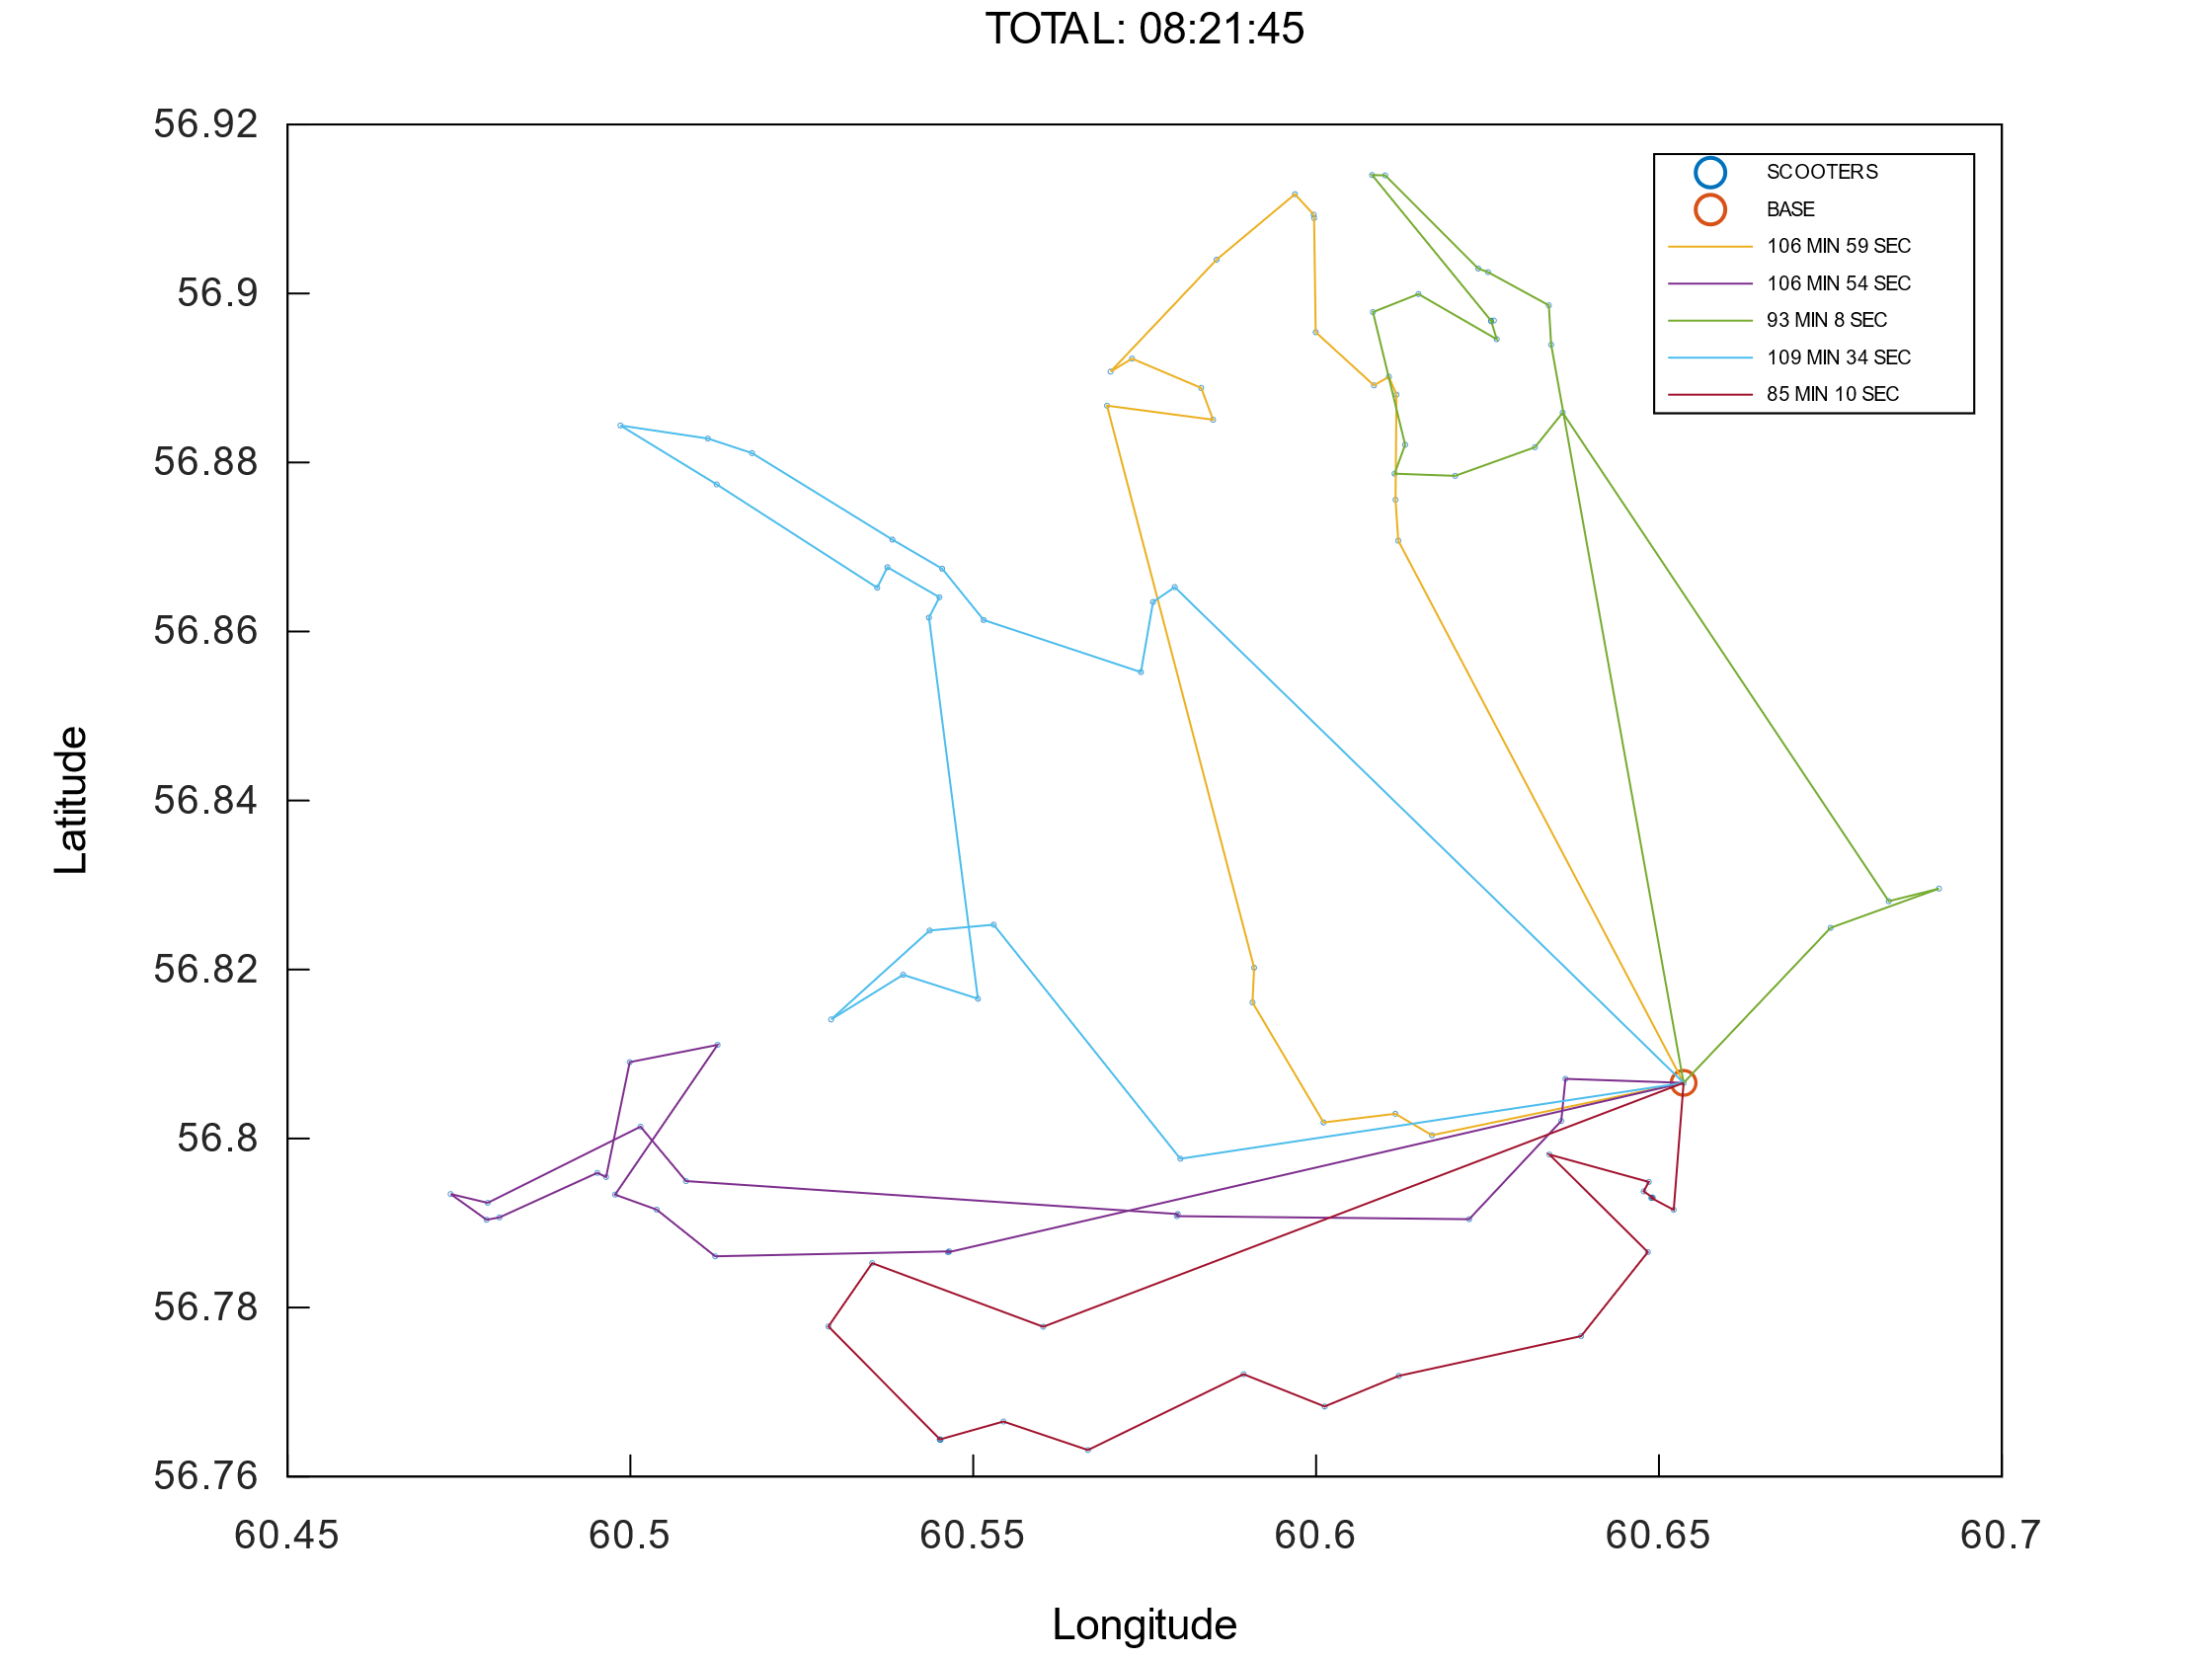 TOTAL: 08:21:45
56.92
56.9
56.88
56.86
56.84
56.82
56.8
56.78
56.76
Latitude
SCOOTERS
BASE
106 MIN 59 SEC
106 MIN 54 SEC
93 MIN 8 SEC
109 MIN 34 SEC
85 MIN 10 SEC
60.45 60.5 60.55 60.6 60.65 60.7
Longitude